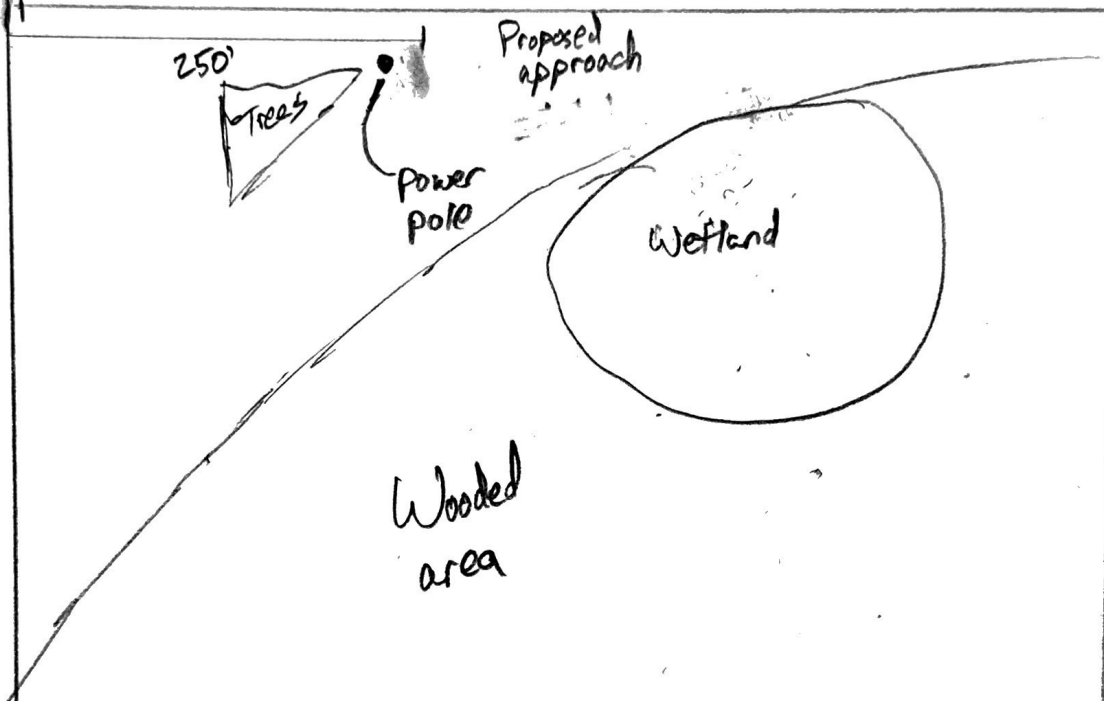 250'
Trees
Proposed
approach
power
pole
Wetland
Wooded
area